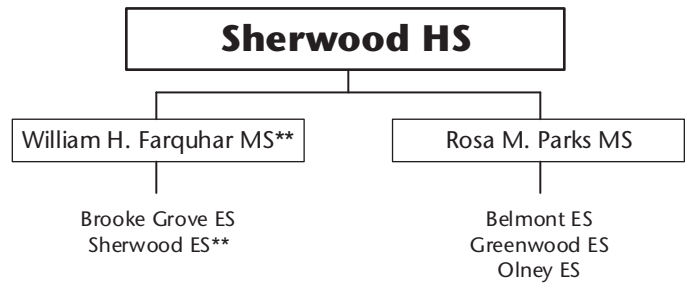 Sherwood HS
William H. Farquhar MS**
Rosa M. Parks MS
Brooke Grove ES
Sherwood ES**
Belmont ES
Greenwood ES
Olney ES